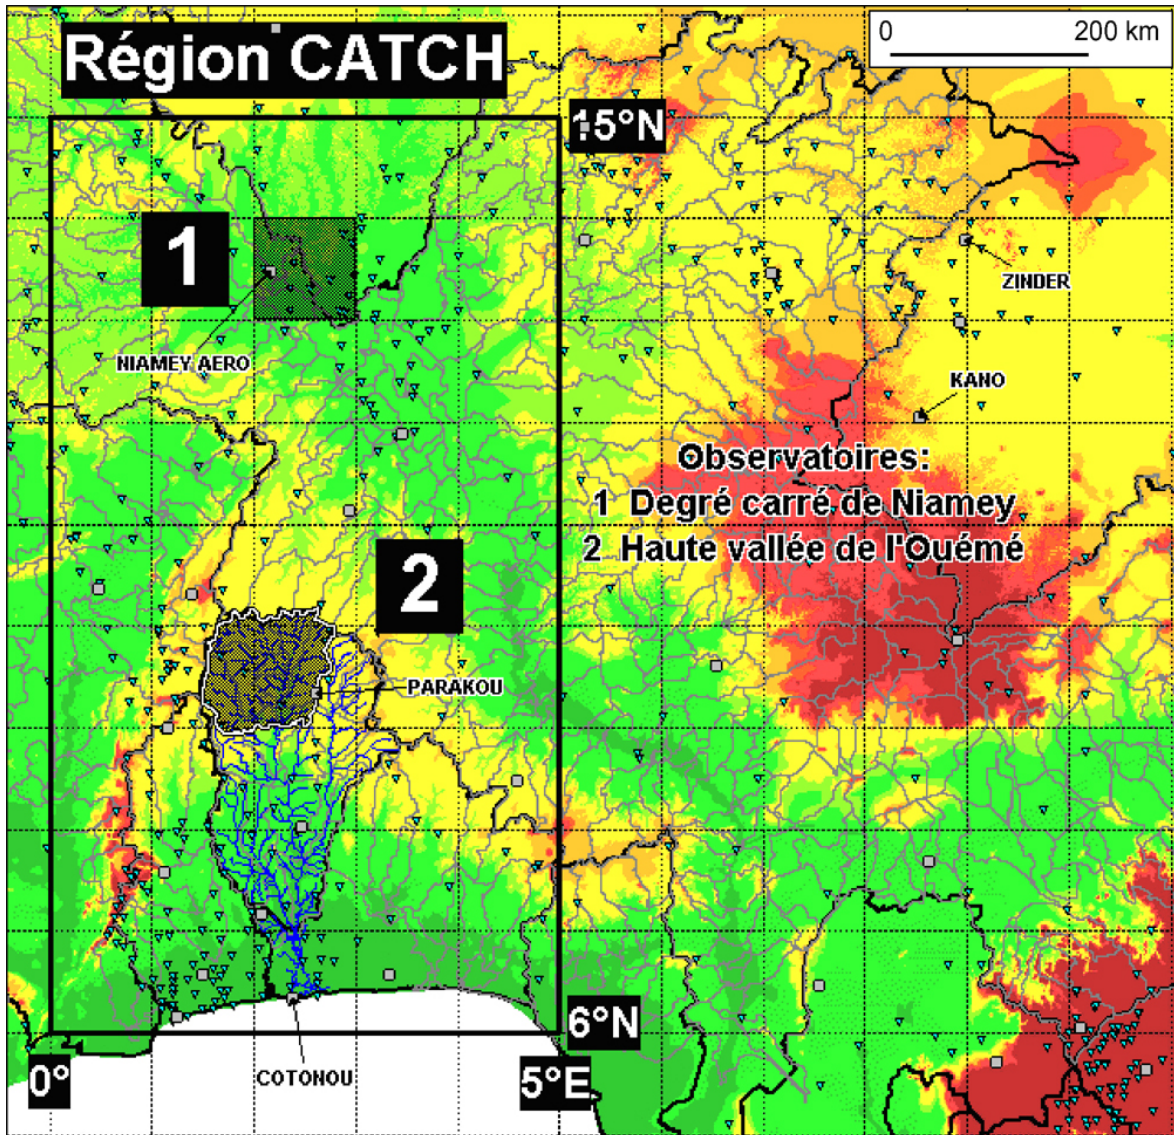 Région CATCH
0 200 km
15°N
1
ZINDER
NIAMEY AERO
KANO
Observatoires:
1 Degré carré de Niamey
2 Haute vallée de l'Ouémé
2
PARAKOU
6°N
0°
5°E
COTONOU